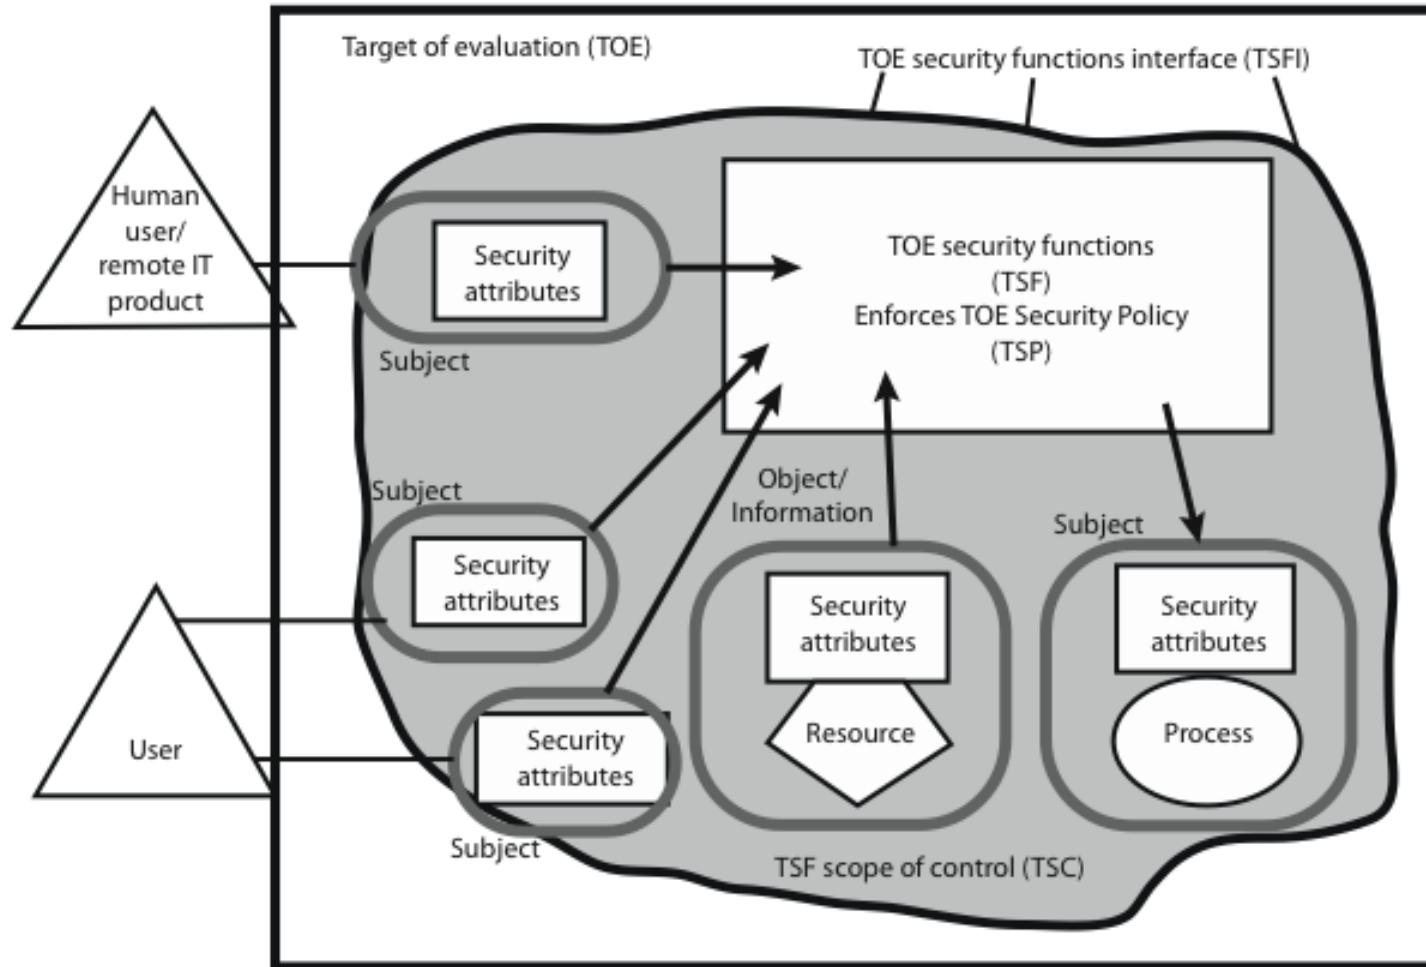 Target of evaluation (TOE)
TOE security functions interface (TSFI)
Human
user/
remote IT
product
Security
attributes
Subject
TOE security functions
(TSF)
Enforces TOE Security Policy
(TSP)
Subject
Security
attributes
Object/
Information
Subject
Security
attributes
Resource
Security
attributes
Process
User
Security
attributes
Subject
TSF scope of control (TSC)